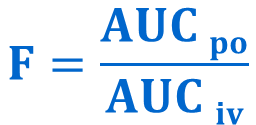 F = AUC po
AUC iv